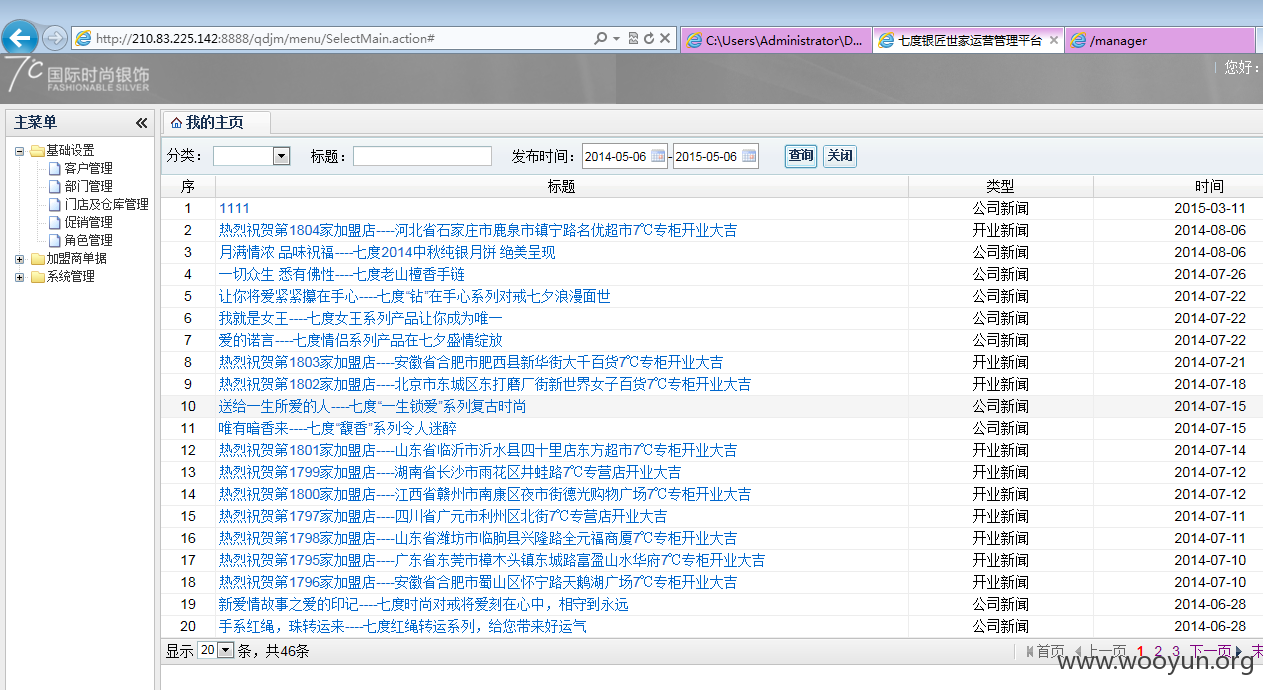 http://210.83.225.142:8888/qdjm/menu/SelectMain.action#
C:\Users\Administrator\D...
七度银匠世家运营管理平台
/manager
7℃ 国际时尚银饰
FASHIONABLE SILVER
您好:
主菜单
基础设置
客户管理
部门管理
门店及仓库管理
促销管理
角色管理
加盟商单据
系统管理
我的主页
分类： 标题： 发布时间： 2014-05-06 - 2015-05-06 查询 关闭
序 标题 类型 时间
1 1111 公司新闻 2015-03-11
2 热烈祝贺第1804家加盟店----河北省石家庄市鹿泉市镇宁路名优超市7℃专柜开业大吉 开业新闻 2014-08-06
3 月满情浓 品味祝福----七度2014中秋纯银月饼 绝美呈现 公司新闻 2014-08-06
4 一切众生 悉有佛性----七度老山檀香手链 公司新闻 2014-07-26
5 让你将爱紧紧攥在手心----七度“钻”在手心系列对戒七夕浪漫面世 公司新闻 2014-07-22
6 我就是女王----七度女王系列产品让你成为唯一 公司新闻 2014-07-22
7 爱的诺言----七度情侣系列产品在七夕盛情绽放 公司新闻 2014-07-22
8 热烈祝贺第1803家加盟店----安徽省合肥市肥西县新华街大千百货7℃专柜开业大吉 开业新闻 2014-07-21
9 热烈祝贺第1802家加盟店----北京市东城区东打磨厂街新世界女子百货7℃专柜开业大吉 开业新闻 2014-07-18
10 送给一生所爱的人----七度“一生锁爱”系列复古时尚 公司新闻 2014-07-15
11 唯有暗香来----七度“馥香”系列令人迷醉 公司新闻 2014-07-15
12 热烈祝贺第1801家加盟店----山东省临沂市沂水县四十里店东方超市7℃专柜开业大吉 开业新闻 2014-07-14
13 热烈祝贺第1799家加盟店----湖南省长沙市雨花区井蛙路7℃专营店开业大吉 开业新闻 2014-07-12
14 热烈祝贺第1800家加盟店----江西省赣州市南康区夜市街德光购物广场7℃专柜开业大吉 开业新闻 2014-07-12
15 热烈祝贺第1797家加盟店----四川省广元市利州区北街7℃专营店开业大吉 开业新闻 2014-07-11
16 热烈祝贺第1798家加盟店----山东省潍坊市临朐县兴隆路全元福商厦7℃专柜开业大吉 开业新闻 2014-07-11
17 热烈祝贺第1795家加盟店----广东省东莞市樟木头镇东城路富盈山水华府7℃专柜开业大吉 开业新闻 2014-07-10
18 热烈祝贺第1796家加盟店----安徽省合肥市蜀山区怀宁路天鹅湖广场7℃专柜开业大吉 开业新闻 2014-07-10
19 新爱情故事之爱的印记----七度时尚对戒将爱刻在心中，相守到永远 公司新闻 2014-06-28
20 手系红绳，珠转运来----七度红绳转运系列，给您带来好运气 公司新闻 2014-06-28
显示 20 条，共46条 首页 上一页 1 2 3 下一页 末
www.wooyun.org